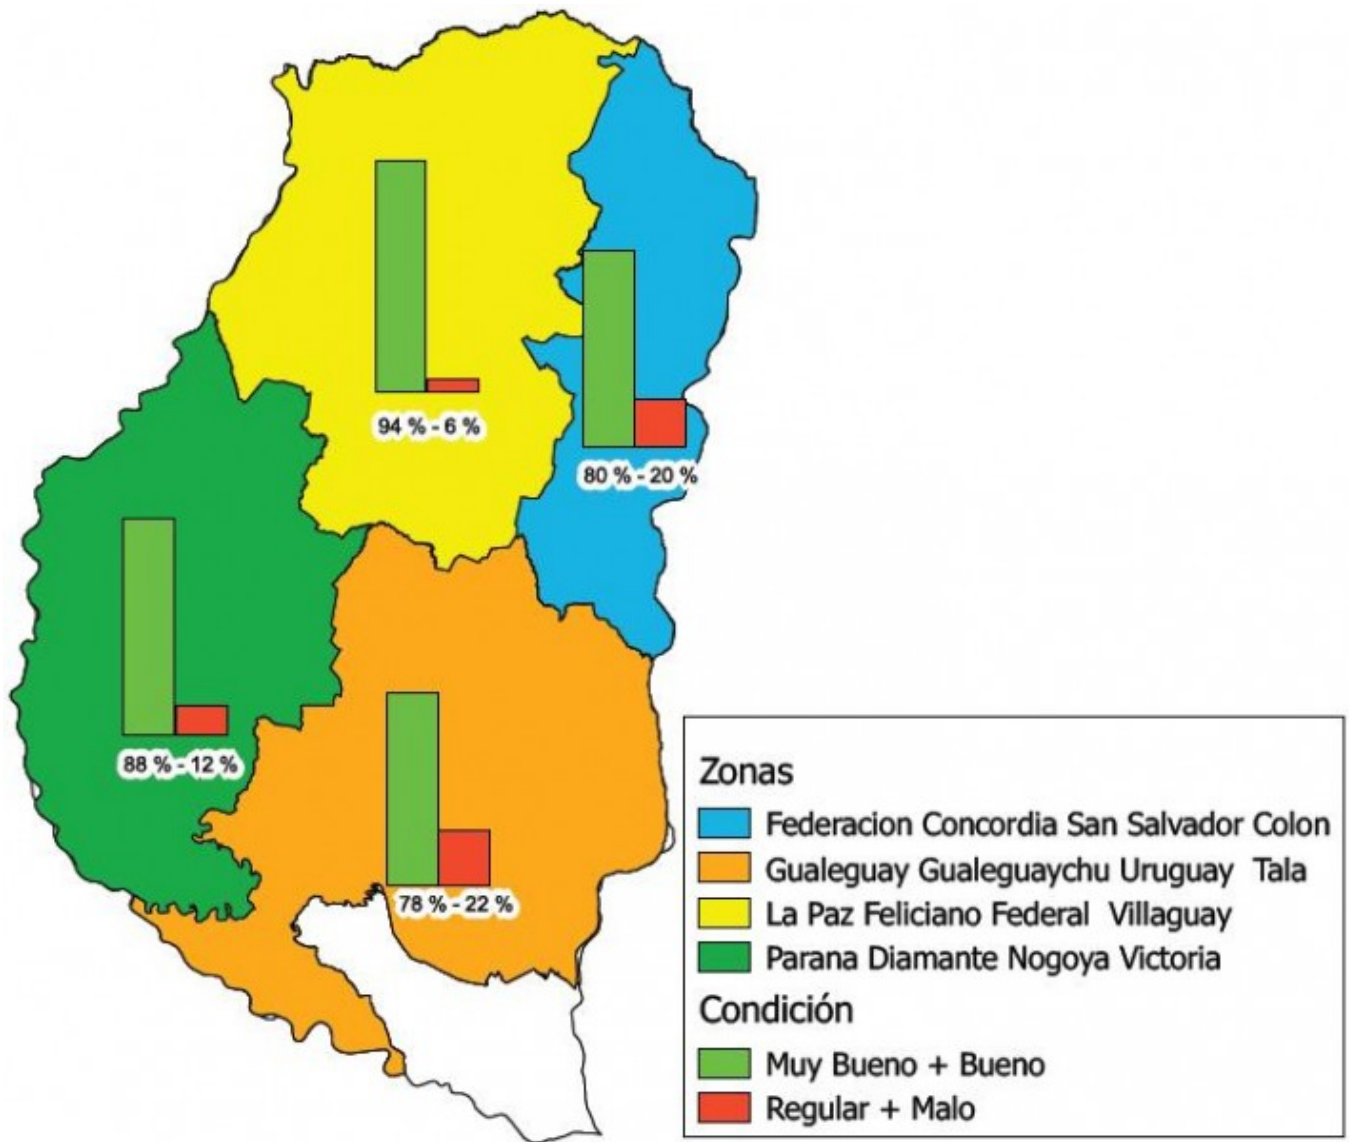 94 % - 6 %
80 % - 20 %
88 % - 12 %
78 % - 22 %
Zonas
Federacion Concordia San Salvador Colon
Gualeguay Gualeguaychu Uruguay Tala
La Paz Feliciano Federal Villaguay
Parana Diamante Nogoya Victoria
Condición
Muy Bueno + Bueno
Regular + Malo